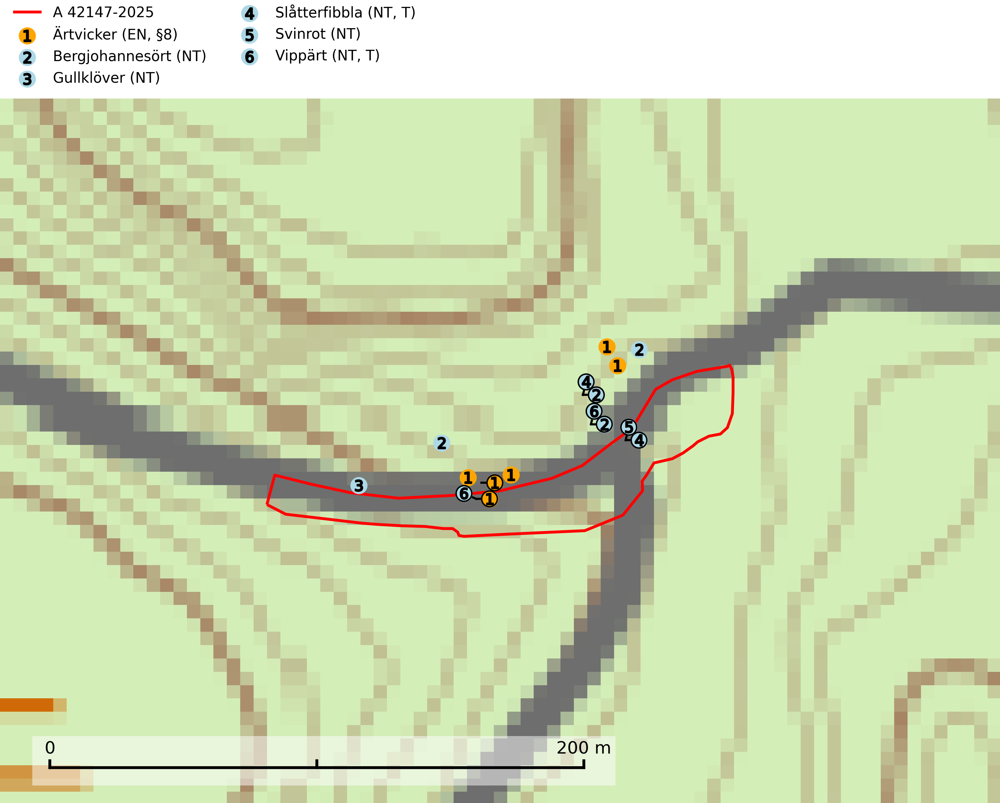 A 42147-2025
1 Ärtvicker (EN, §8)
2 Bergjohannesört (NT)
3 Gullklöver (NT)
4 Slåtterfibbla (NT, T)
5 Svinrot (NT)
6 Vippärt (NT, T)
1
2
1
4
2
6
2
5
4
2
1
1
1
3
6
1
0
200 m